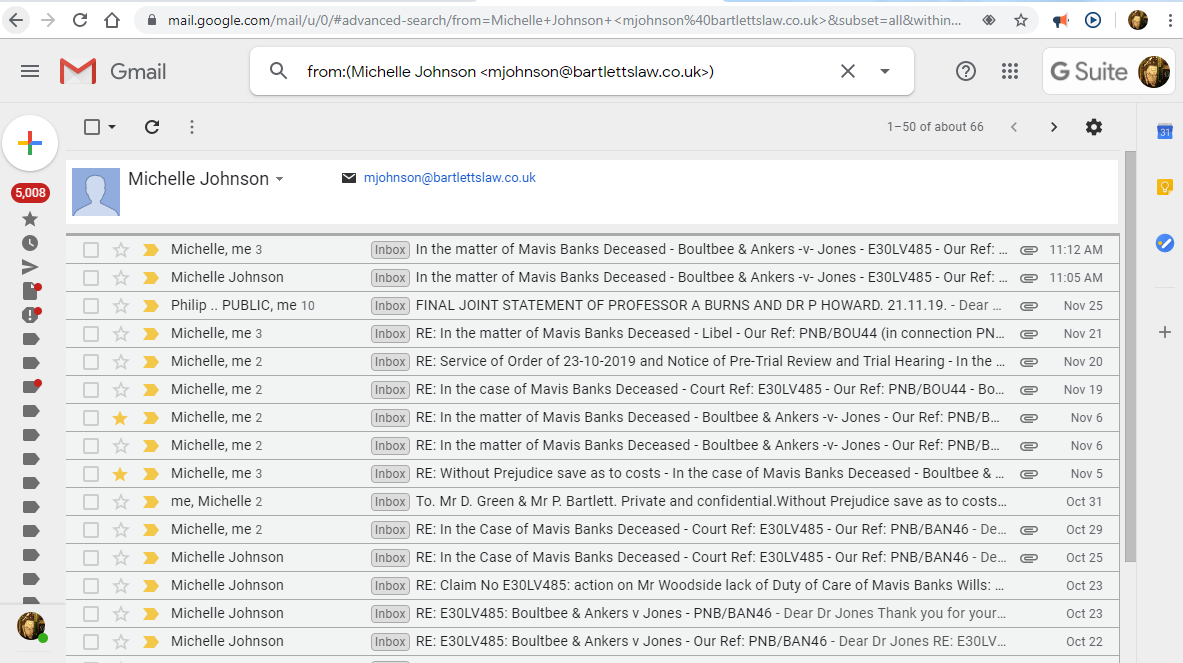 mail.google.com/mail/u/0/#advanced-search/from=Michelle+Johnson+<mjohnson%40bartlettslaw.co.uk>&subset=all&within...
Gmail
from:(Michelle Johnson <mjohnson@bartlettslaw.co.uk>)
G Suite
1–50 of about 66
31
5,008
Michelle Johnson mjohnson@bartlettslaw.co.uk
Michelle, me 3 Inbox In the matter of Mavis Banks Deceased - Boultbee & Ankers -v- Jones - E30LV485 - Our Ref: ... 11:12 AM
Michelle Johnson Inbox In the matter of Mavis Banks Deceased - Boultbee & Ankers -v- Jones - E30LV485 - Our Ref: ... 11:05 AM
Philip .. PUBLIC, me 10 Inbox FINAL JOINT STATEMENT OF PROFESSOR A BURNS AND DR P HOWARD. 21.11.19. - Dear ... Nov 25
Michelle, me 3 Inbox RE: In the matter of Mavis Banks Deceased - Libel - Our Ref: PNB/BOU44 (in connection PN... Nov 21
Michelle, me 2 Inbox RE: Service of Order of 23-10-2019 and Notice of Pre-Trial Review and Trial Hearing - In the ... Nov 20
Michelle, me 2 Inbox RE: In the case of Mavis Banks Deceased - Court Ref: E30LV485 - Our Ref: PNB/BOU44 - Bo... Nov 19
Michelle, me 2 Inbox RE: In the matter of Mavis Banks Deceased - Boultbee & Ankers -v- Jones - Our Ref: PNB/B... Nov 6
Michelle, me 2 Inbox RE: In the matter of Mavis Banks Deceased - Boultbee & Ankers -v- Jones - Our Ref: PNB/B... Nov 6
Michelle, me 3 Inbox RE: Without Prejudice save as to costs - In the case of Mavis Banks Deceased - Boultbee & ... Nov 5
me, Michelle 2 Inbox To. Mr D. Green & Mr P. Bartlett. Private and confidential.Without Prejudice save as to costs... Oct 31
Michelle, me 2 Inbox RE: In the Case of Mavis Banks Deceased - Court Ref: E30LV485 - Our Ref: PNB/BAN46 - De... Oct 29
Michelle Johnson Inbox RE: In the Case of Mavis Banks Deceased - Court Ref: E30LV485 - Our Ref: PNB/BAN46 - De... Oct 25
Michelle Johnson Inbox RE: Claim No E30LV485: action on Mr Woodside lack of Duty of Care of Mavis Banks Wills: ... Oct 23
Michelle Johnson Inbox RE: E30LV485: Boultbee & Ankers v Jones - PNB/BAN46 - Dear Dr Jones Thank you for your... Oct 23
Michelle Johnson Inbox RE: E30LV485: Boultbee & Ankers v Jones - Our Ref: PNB/BAN46 - Dear Dr Jones RE: E30LV... Oct 22